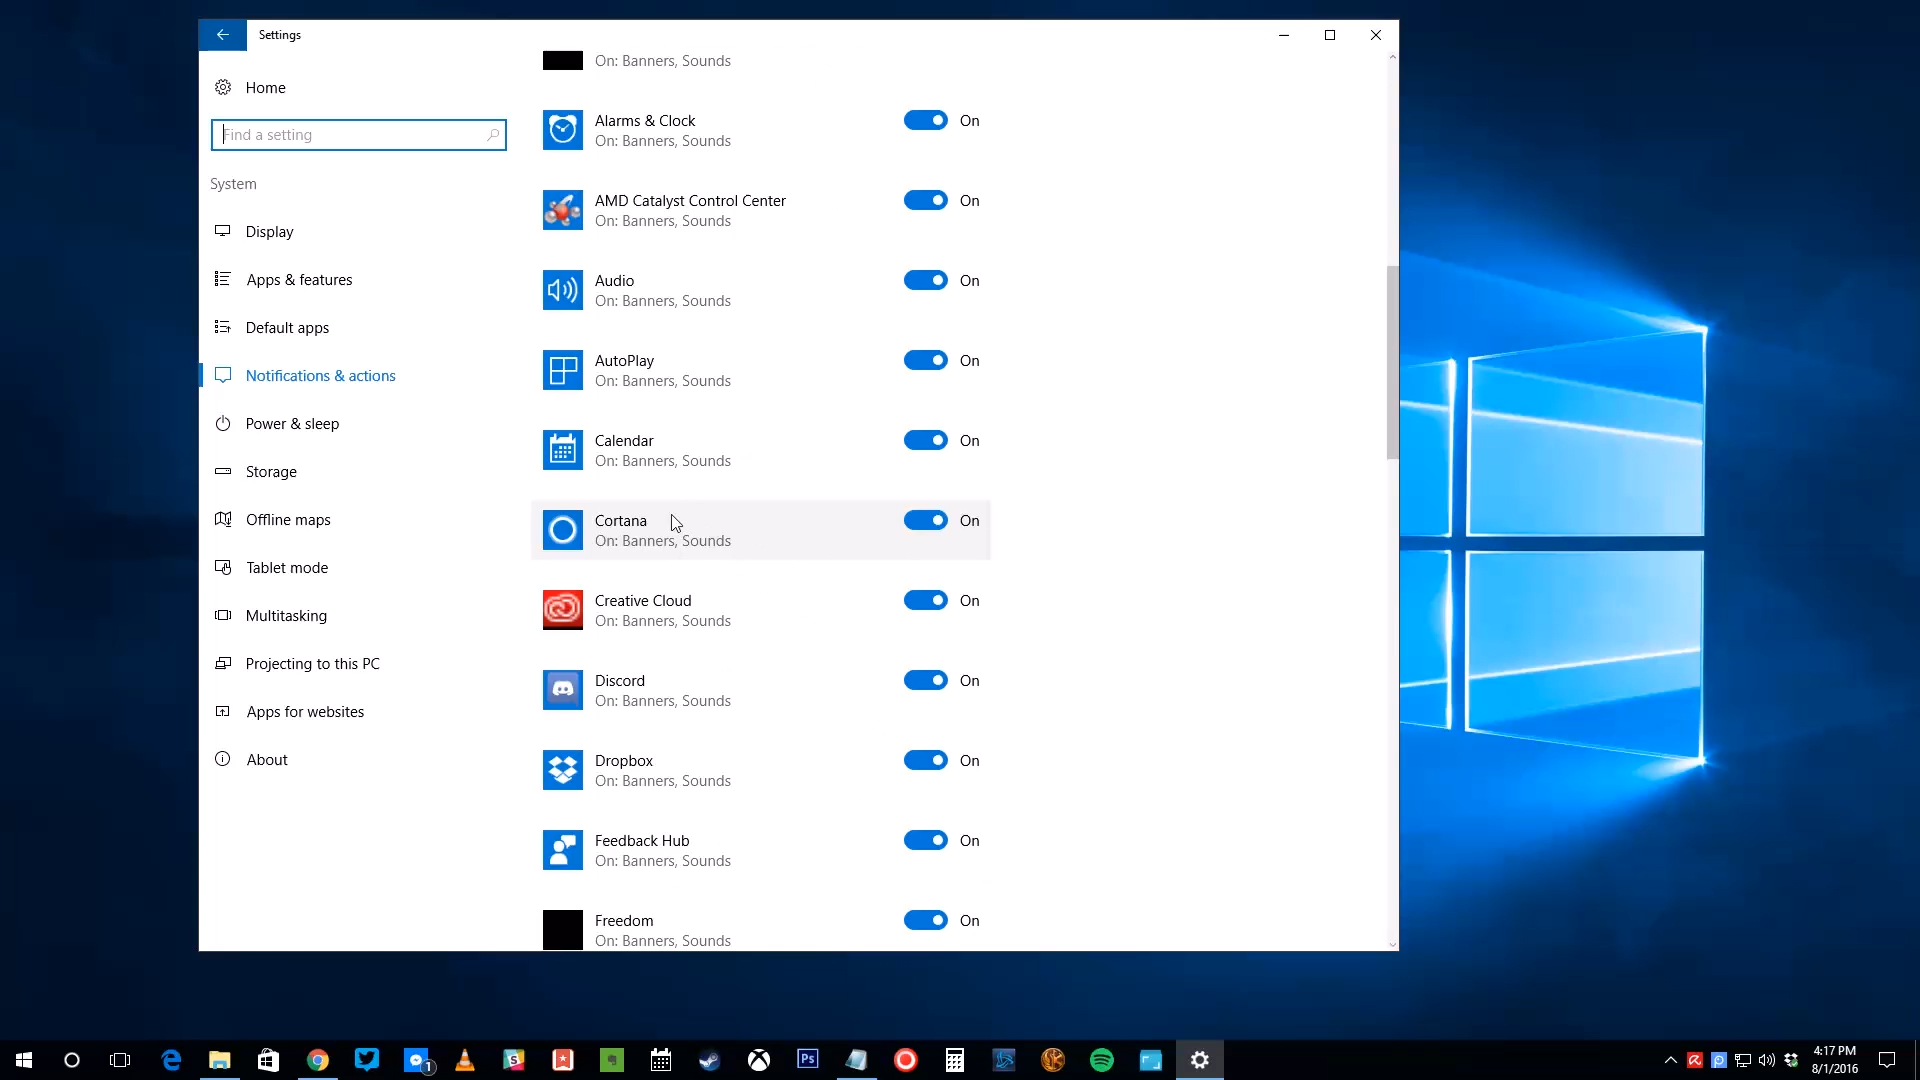 Settings
Home
Find a setting
System
Display
Apps & features
Default apps
Notifications & actions
Power & sleep
Storage
Offline maps
Tablet mode
Multitasking
Projecting to this PC
Apps for websites
About
On: Banners, Sounds
Alarms & Clock On
On: Banners, Sounds
AMD Catalyst Control Center On
On: Banners, Sounds
Audio On
On: Banners, Sounds
AutoPlay On
On: Banners, Sounds
Calendar On
On: Banners, Sounds
Cortana On
On: Banners, Sounds
Creative Cloud On
On: Banners, Sounds
Discord On
On: Banners, Sounds
Dropbox On
On: Banners, Sounds
Feedback Hub On
On: Banners, Sounds
Freedom On
On: Banners, Sounds
1
Ps
4:17 PM
8/1/2016